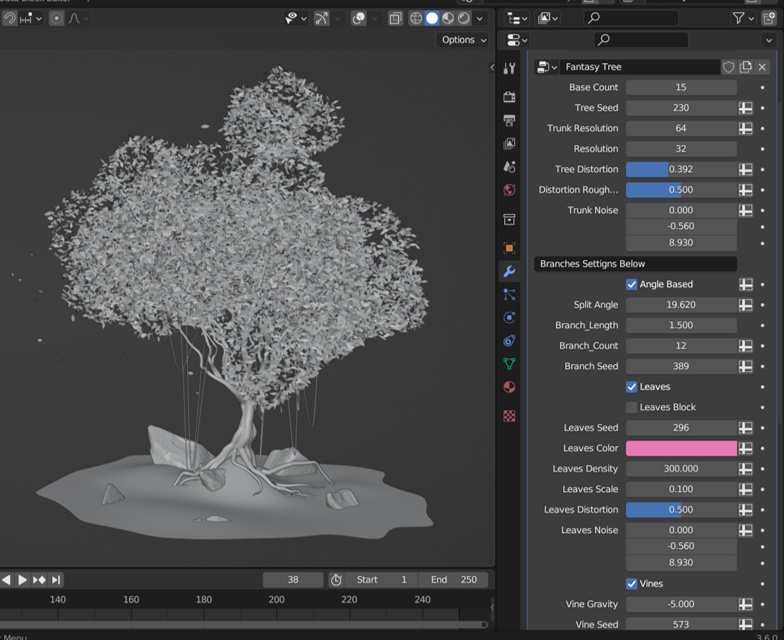 Options
Fantasy Tree
Base Count 15
Tree Seed 230
Trunk Resolution 64
Resolution 32
Tree Distortion 0.392
Distortion Rough... 0.500
Trunk Noise 0.000
-0.560
8.930
Branches Settigns Below
Angle Based
Split Angle 19.620
Branch_Length 1.500
Branch_Count 12
Branch Seed 389
Leaves
Leaves Block
Leaves Seed 296
Leaves Color
Leaves Density 300.000
Leaves Scale 0.100
Leaves Distortion 0.500
Leaves Noise 0.000
-0.560
8.930
Vines
Vine Gravity -5.000
Vine Seed 573
38 Start 1 End 250
140 160 180 200 220 240
Menu
3.6.0